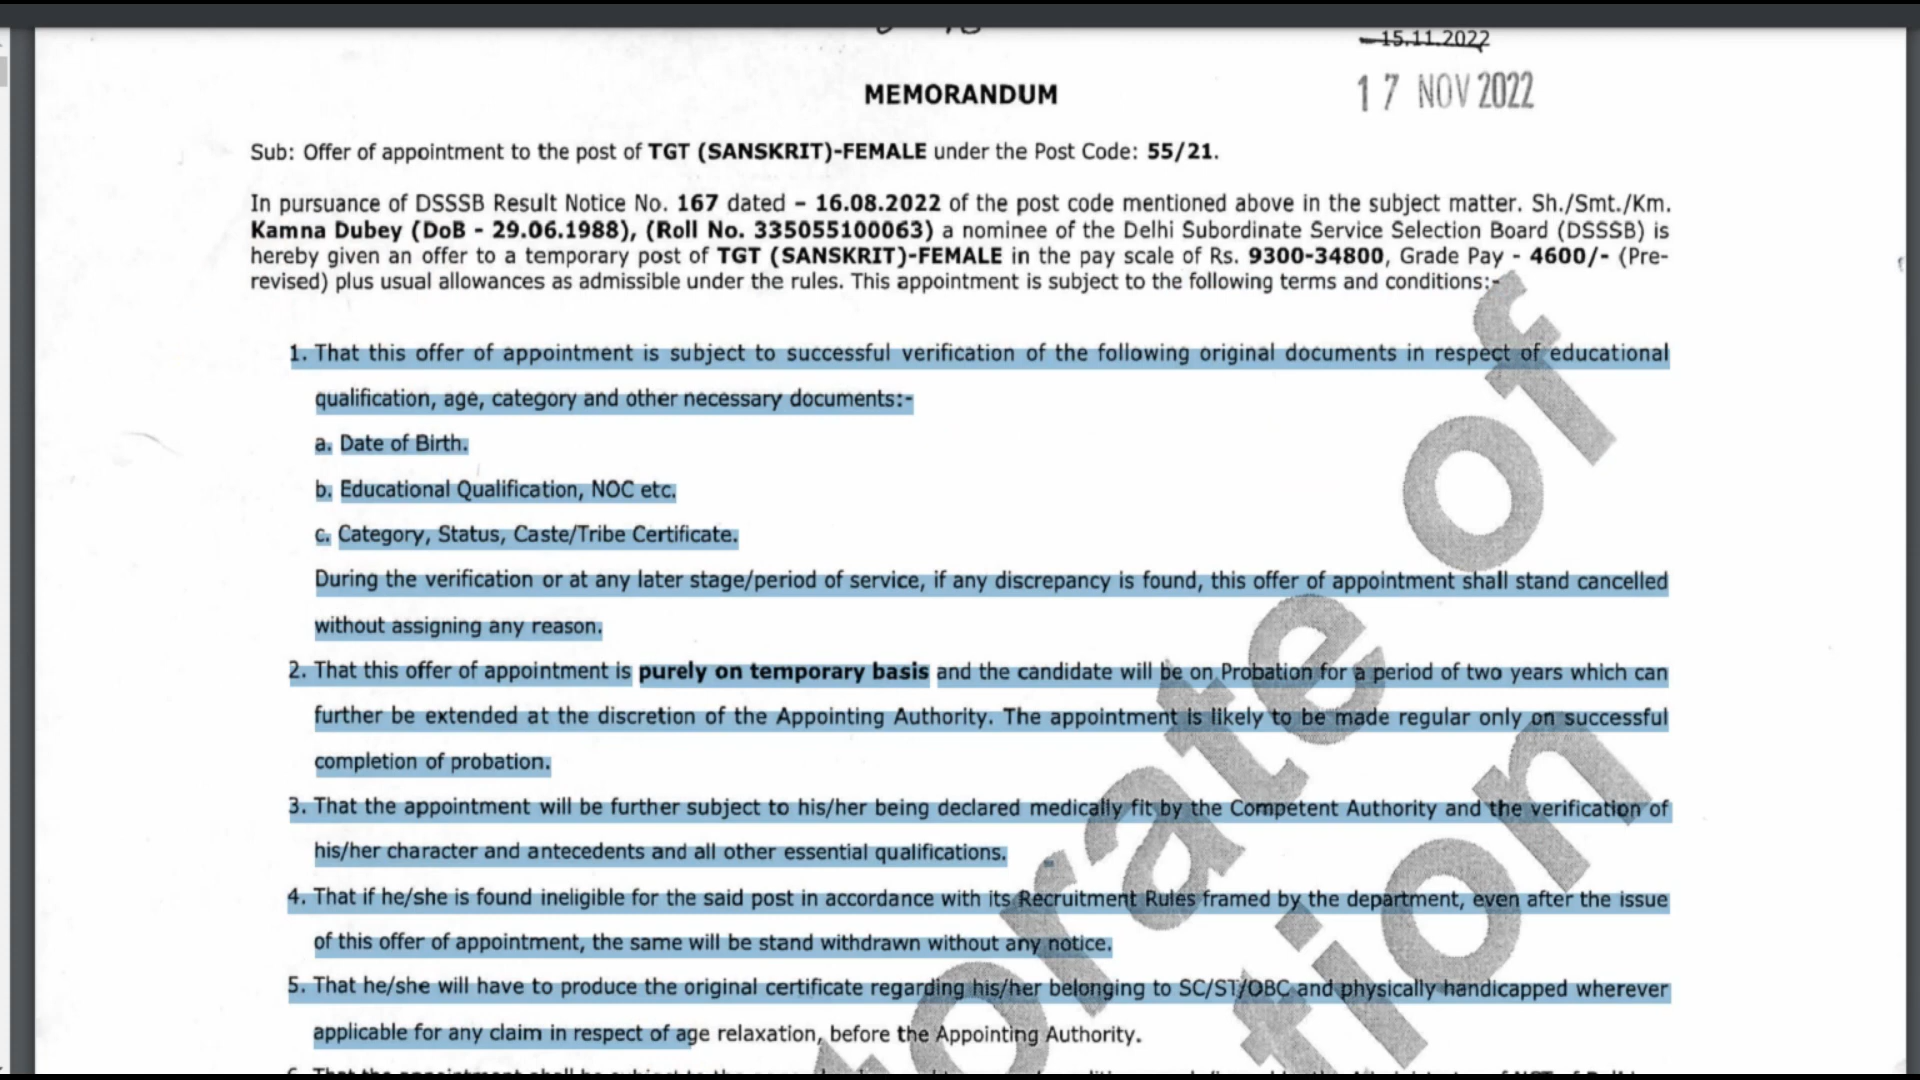 15.11.2022
MEMORANDUM
17 NOV 2022
Sub: Offer of appointment to the post of TGT (SANSKRIT)-FEMALE under the Post Code: 55/21.
In pursuance of DSSSB Result Notice No. 167 dated – 16.08.2022 of the post code mentioned above in the subject matter. Sh./Smt./Km.
Kamna Dubey (DoB - 29.06.1988), (Roll No. 335055100063) a nominee of the Delhi Subordinate Service Selection Board (DSSSB) is
hereby given an offer to a temporary post of TGT (SANSKRIT)-FEMALE in the pay scale of Rs. 9300-34800, Grade Pay - 4600/- (Pre-
revised) plus usual allowances as admissible under the rules. This appointment is subject to the following terms and conditions:-
1. That this offer of appointment is subject to successful verification of the following original documents in respect of educational
qualification, age, category and other necessary documents:-
a. Date of Birth.
b. Educational Qualification, NOC etc.
c. Category, Status, Caste/Tribe Certificate.
During the verification or at any later stage/period of service, if any discrepancy is found, this offer of appointment shall stand cancelled
without assigning any reason.
2. That this offer of appointment is purely on temporary basis and the candidate will be on Probation for a period of two years which can
further be extended at the discretion of the Appointing Authority. The appointment is likely to be made regular only on successful
completion of probation.
3. That the appointment will be further subject to his/her being declared medically fit by the Competent Authority and the verification of
his/her character and antecedents and all other essential qualifications.
4. That if he/she is found ineligible for the said post in accordance with its Recruitment Rules framed by the department, even after the issue
of this offer of appointment, the same will be stand withdrawn without any notice.
5. That he/she will have to produce the original certificate regarding his/her belonging to SC/ST/OBC and physically handicapped wherever
applicable for any claim in respect of age relaxation, before the Appointing Authority.
torate of
tion